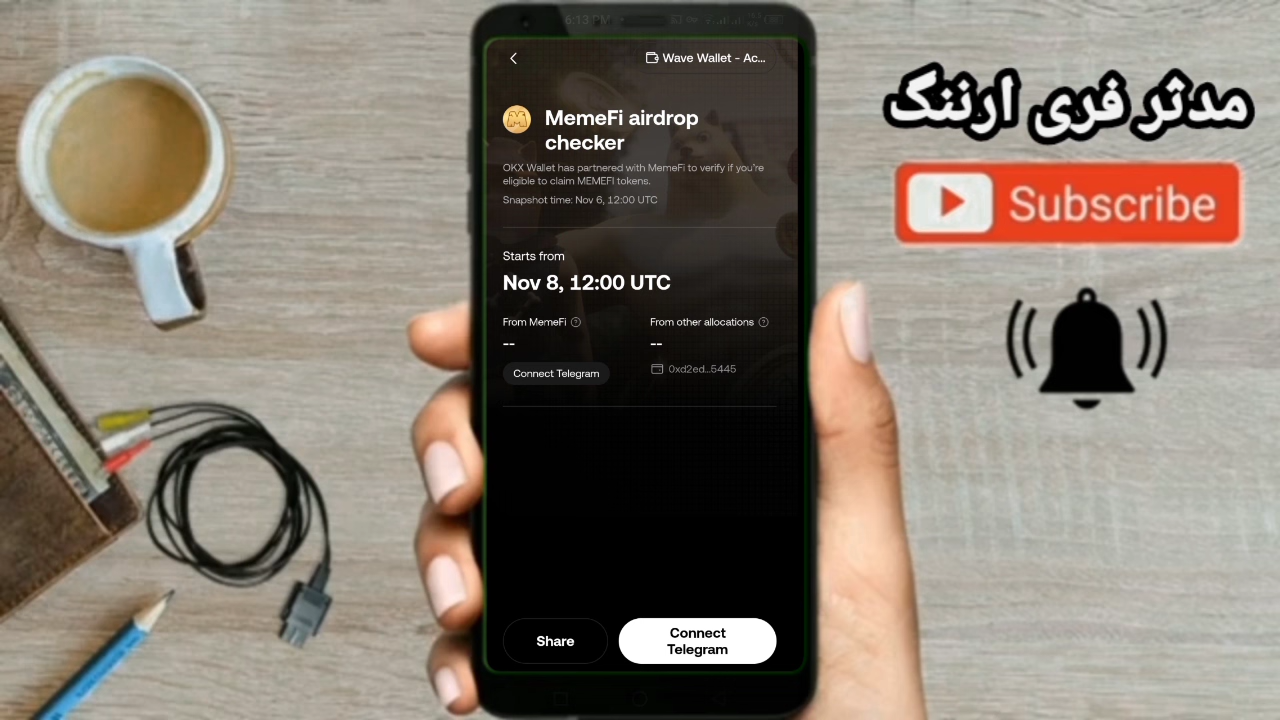 6:13 PM
Wave Wallet - Ac...
MemeFi airdrop
checker
OKX Wallet has partnered with MemeFi to verify if you're
eligible to claim MEMEFI tokens.
Snapshot time: Nov 6, 12:00 UTC
Starts from
Nov 8, 12:00 UTC
From MemeFi
From other allocations
--
--
Connect Telegram
0xd2ed...5445
Share
Connect
Telegram
مدثر فری ارننگ
Subscribe